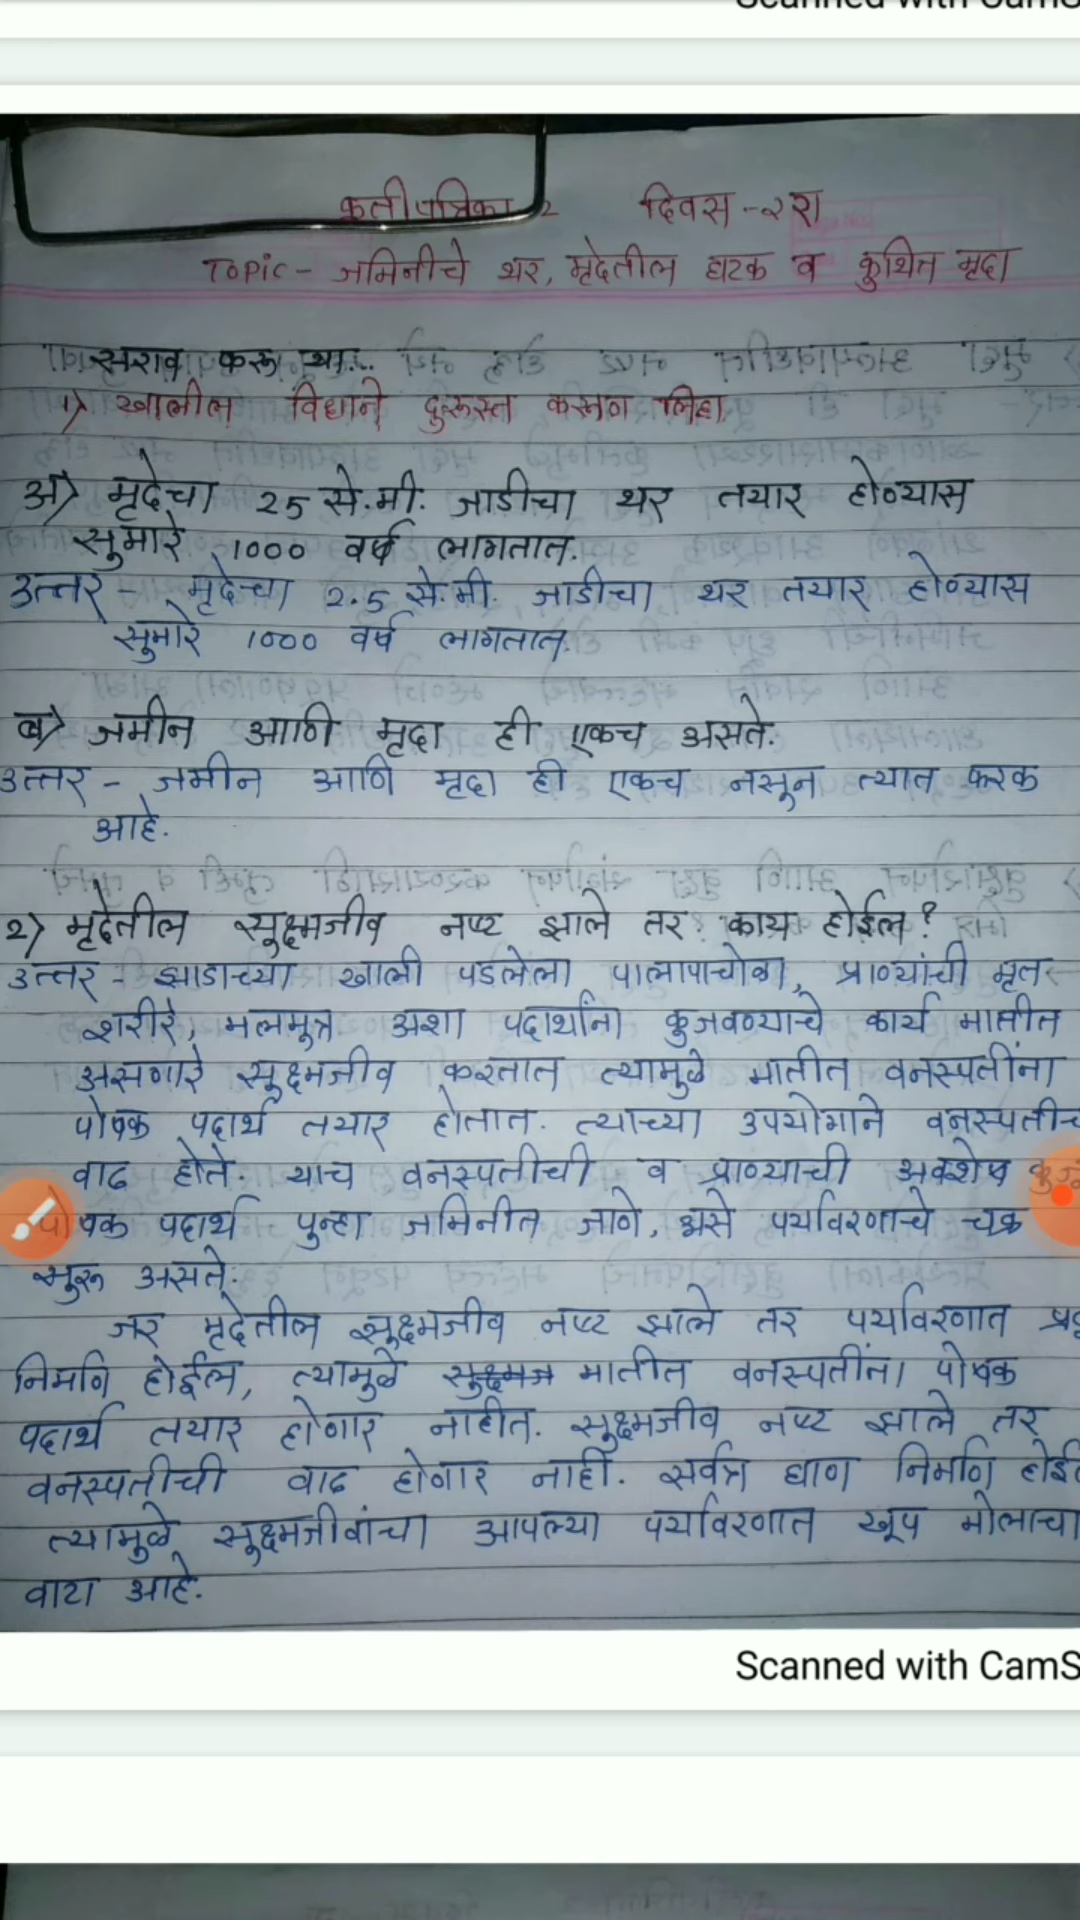 कृतीपत्रिका 2 दिवस -२रा
Topic - जमिनीचे थर, मृदेतील घटक व कुथित मृदा
सराव करू या..
१) खालील विधाने दुरुस्त करून लिहा.
अ) मृदेचा 25 से.मी. जाडीचा थर तयार होण्यास
सुमारे 1000 वर्ष लागतात.
उत्तर - मृदेचा 2.5 से.मी. जाडीचा थर तयार होण्यास
सुमारे 1000 वर्ष लागतात.
ब) जमीन आणि मृदा ही एकच असते.
उत्तर - जमीन आणि मृदा ही एकच नसून त्यात फरक
आहे.
२) मृदेतील सूक्ष्मजीव नष्ट झाले तर काय होईल?
उत्तर - झाडाच्या खाली पडलेला पालापाचोळा, प्राण्यांची मृत
शरीरे, मलमूत्र अशा पदार्थांना कुजवण्याचे कार्य मातीत
असणारे सूक्ष्मजीव करतात त्यामुळे मातीत वनस्पतींना
पोषक पदार्थ तयार होतात. त्याच्या उपयोगाने वनस्पतीच
वाढ होते. याच वनस्पतीची व प्राण्याची अवशेष
पोषक पदार्थ पुन्हा जमिनीत जाणे, असे पर्यावरणाचे चक्र
सुरू असते.
जर मृदेतील सूक्ष्मजीव नष्ट झाले तर पर्यावरणात
निर्माण होईल, त्यामुळे मातीत वनस्पतींना पोषक
पदार्थ तयार होणार नाहीत. सूक्ष्मजीव नष्ट झाले तर
वनस्पतीची वाढ होणार नाही. सर्वत्र घाण निर्माण होई
त्यामुळे सूक्ष्मजीवांचा आपल्या पर्यावरणात खूप मोलाचा
वाटा आहे.
Scanned with CamS